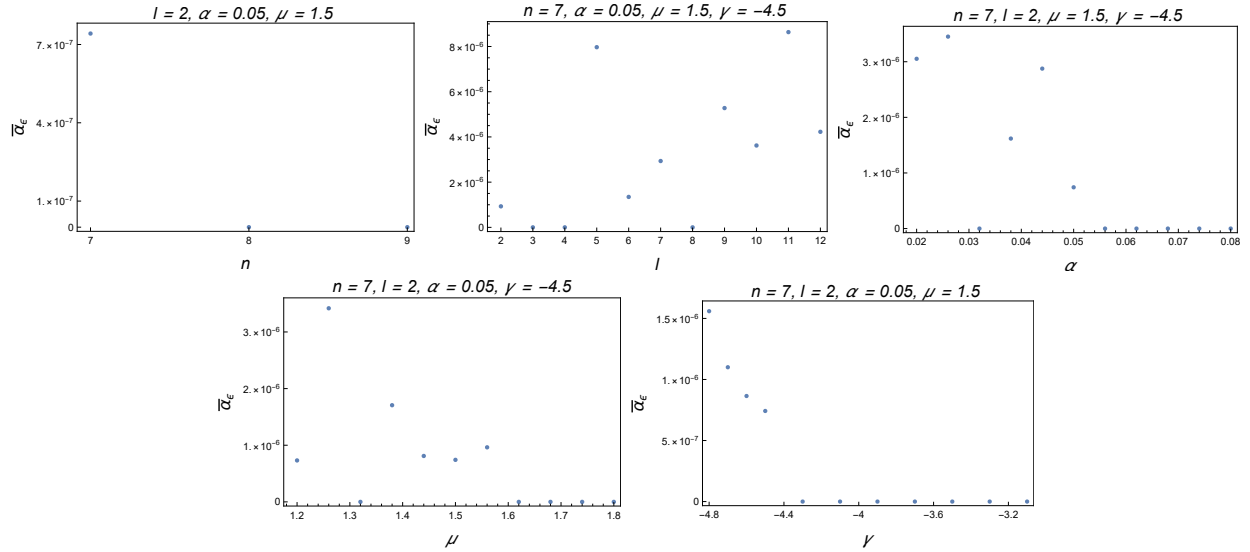 l = 2, α = 0.05, μ = 1.5
7.×10⁻⁷
4.×10⁻⁷
1.×10⁻⁷
0
7 8 9
n
α̅_ϵ
n = 7, α = 0.05, μ = 1.5, γ = −4.5
8.×10⁻⁶
6.×10⁻⁶
4.×10⁻⁶
2.×10⁻⁶
0
2 3 4 5 6 7 8 9 10 11 12
l
α̅_ϵ
n = 7, l = 2, μ = 1.5, γ = −4.5
3.×10⁻⁶
2.×10⁻⁶
1.×10⁻⁶
0
0.02 0.03 0.04 0.05 0.06 0.07 0.08
α
α̅_ϵ
n = 7, l = 2, α = 0.05, γ = −4.5
3.×10⁻⁶
2.×10⁻⁶
1.×10⁻⁶
0
1.2 1.3 1.4 1.5 1.6 1.7 1.8
μ
α̅_ϵ
n = 7, l = 2, α = 0.05, μ = 1.5
1.5×10⁻⁶
1.×10⁻⁶
5.×10⁻⁷
0
−4.8 −4.4 −4 −3.6 −3.2
γ
α̅_ϵ